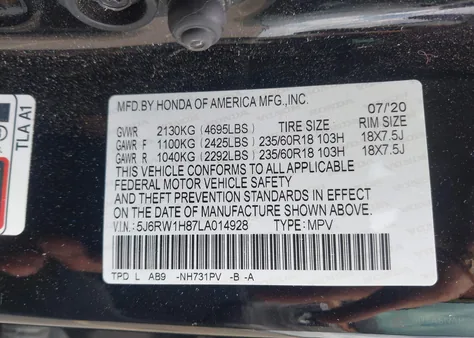 MFD.BY HONDA OF AMERICA MFG.,INC. 07/'20
GVWR 2130KG (4695LBS) TIRE SIZE RIM SIZE
GAWR F 1100KG (2425LBS) 235/60R18 103H 18X7.5J
GAWR R 1040KG (2292LBS) 235/60R18 103H 18X7.5J
THIS VEHICLE CONFORMS TO ALL APPLICABLE
FEDERAL MOTOR VEHICLE SAFETY
AND THEFT PREVENTION STANDARDS IN EFFECT
ON THE DATE OF MANUFACTURE SHOWN ABOVE.
V.I.N.: 5J6RW1H87LA014928 TYPE: MPV
TPD L AB9 -NH731PV -B -A
TLA A1